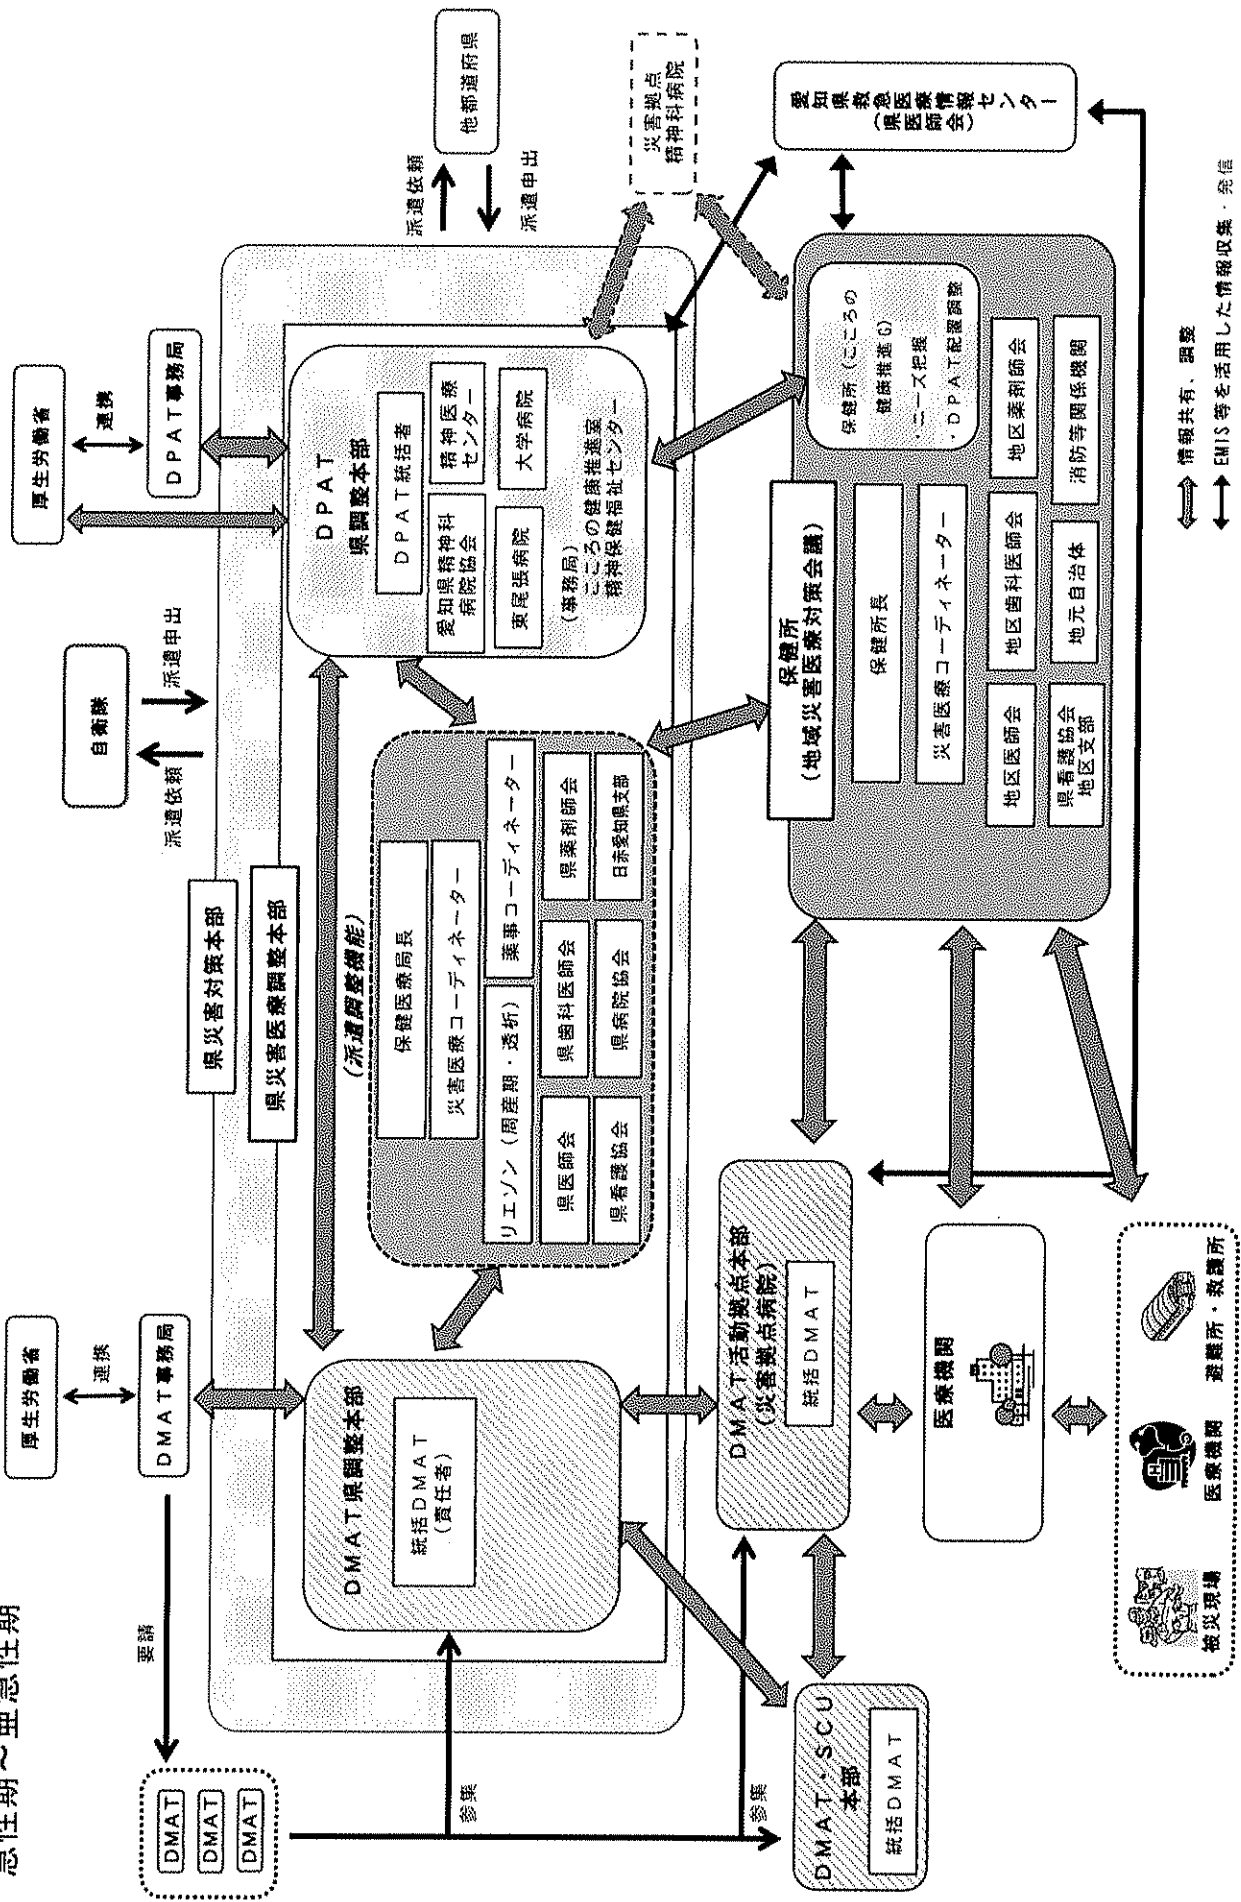 急性期～亜急性期
厚生労働省
連携
DMAT事務局
要請
DMAT
DMAT
DMAT
参集
参集
自衛隊
派遣依頼
派遣申出
厚生労働省
連携
DPAT事務局
他都道府県
派遣依頼
派遣申出
県災害対策本部
県災害医療調整本部
DMAT県調整本部
統括DMAT
(責任者)
(派遣調整機能)
保健医療局長
災害医療コーディネーター
リエゾン(周産期・透析)
薬事コーディネーター
県医師会
県歯科医師会
県薬剤師会
県看護協会
県病院協会
日赤愛知県支部
DPAT
県調整本部
DPAT統括者
愛知県精神科
病院協会
精神医療
センター
東尾張病院
大学病院
(事務局)
こころの健康推進室
精神保健福祉センター
災害拠点
精神科病院
DMAT・SCU
本部
統括DMAT
DMAT活動拠点本部
(災害拠点病院)
統括DMAT
保健所
(地域災害医療対策会議)
保健所長
災害医療コーディネーター
地区医師会
地区歯科医師会
地区薬剤師会
県看護協会
地区支部
地元自治体
消防等関係機関
保健所(こころの
健康推進G)
・ニーズ把握
・DPAT配置調整
愛知県救急医療情報センター
(県医師会)
医療機関
被災現場
医療機関
避難所・救護所
情報共有、調整
EMIS等を活用した情報収集・発信